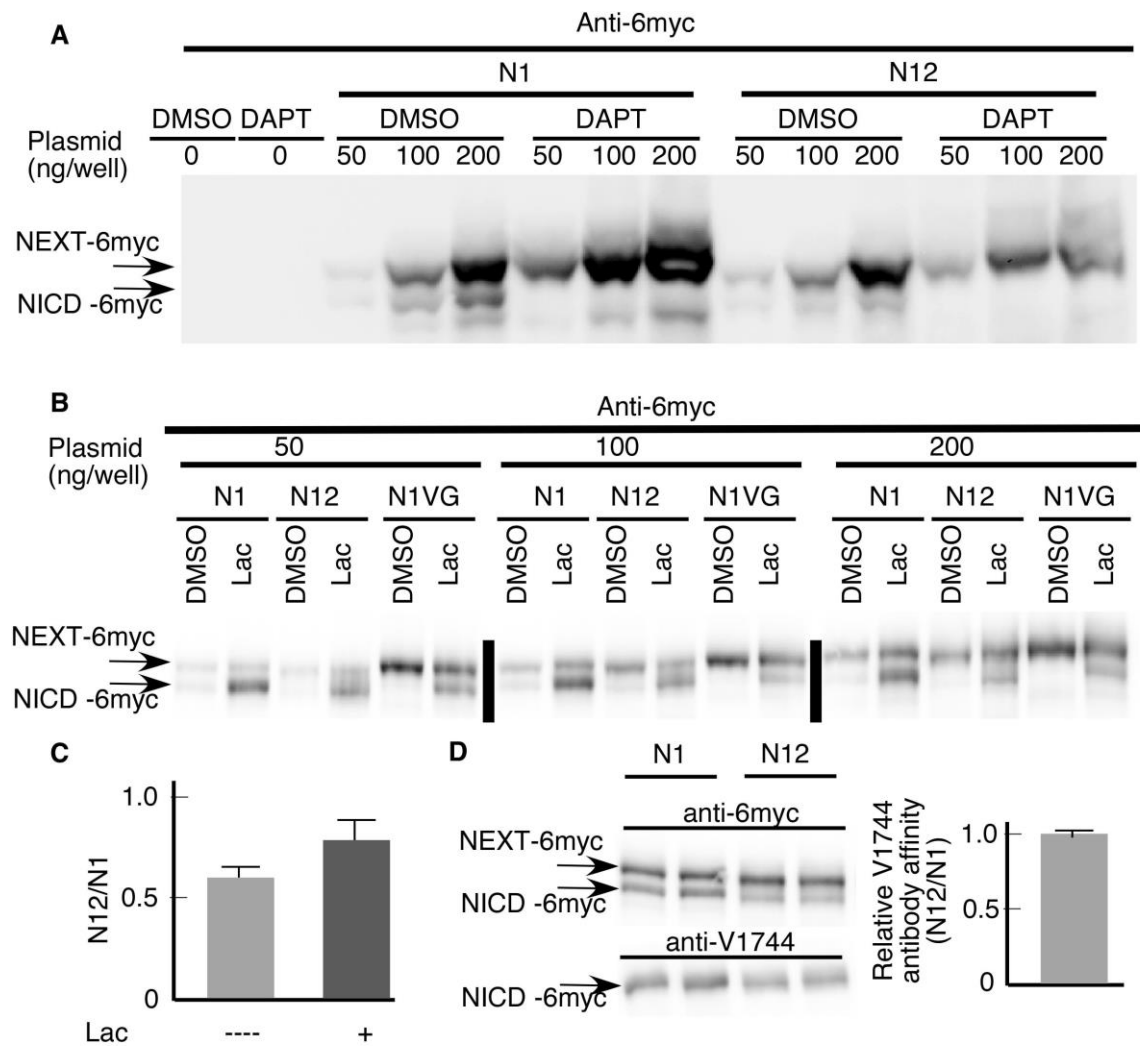 A
Anti-6myc
N1 N12
DMSO DAPT DMSO DAPT DMSO DAPT
Plasmid
(ng/well)
0 0 50 100 200 50 100 200 50 100 200 50 100 200
NEXT-6myc
NICD -6myc
B
Anti-6myc
Plasmid
(ng/well)
50 100 200
N1 N12 N1VG N1 N12 N1VG N1 N12 N1VG
DMSO Lac DMSO Lac DMSO Lac DMSO Lac DMSO Lac DMSO Lac DMSO Lac DMSO Lac DMSO Lac
NEXT-6myc
NICD -6myc
C
N12/N1
1.0
0.5
0
Lac ---- +
D
N1 N12
anti-6myc
NEXT-6myc
NICD -6myc
anti-V1744
NICD -6myc
Relative V1744
antibody affinity
(N12/N1)
1.0
0.5
0